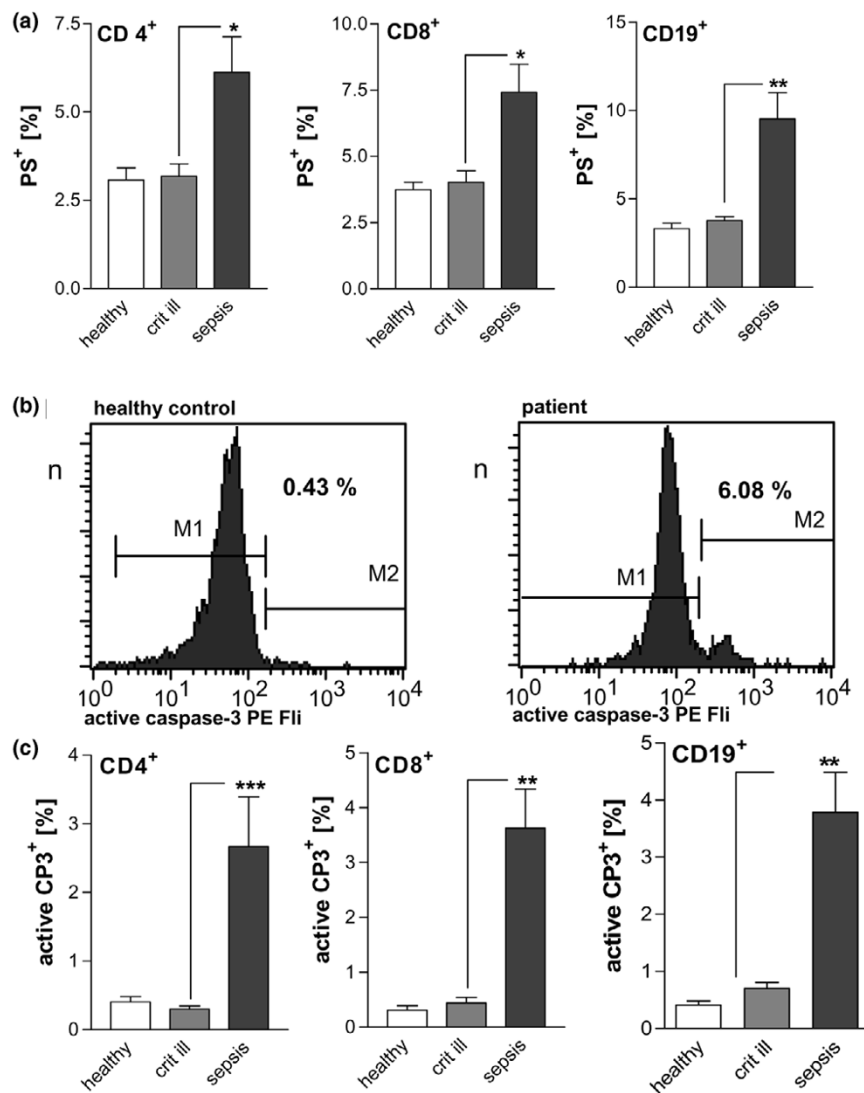 (a)
CD 4+
PS+ [%]
7.5
5.0
2.5
0.0
*
healthy
crit ill
sepsis
CD8+
PS+ [%]
10.0
7.5
5.0
2.5
0.0
*
healthy
crit ill
sepsis
CD19+
PS+ [%]
15
10
5
0
**
healthy
crit ill
sepsis
(b)
healthy control
n
0.43 %
M1
M2
100 101 102 103 104
active caspase-3 PE Fli
patient
n
6.08 %
M2
M1
100 101 102 103 104
active caspase-3 PE Fli
(c)
CD4+
active CP3+ [%]
4
3
2
1
0
***
healthy
crit ill
sepsis
CD8+
active CP3+ [%]
5
4
3
2
1
0
**
healthy
crit ill
sepsis
CD19+
active CP3+ [%]
5
4
3
2
1
0
**
healthy
crit ill
sepsis